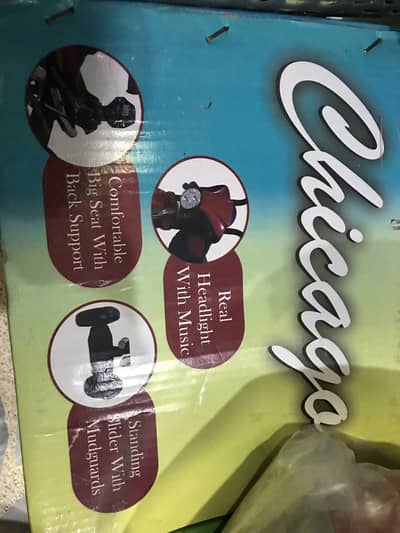 Chicago
Real
Headlight
With Music
Comfortable
Big Seat With
Back Support
Standing
Slider With
Mudguards